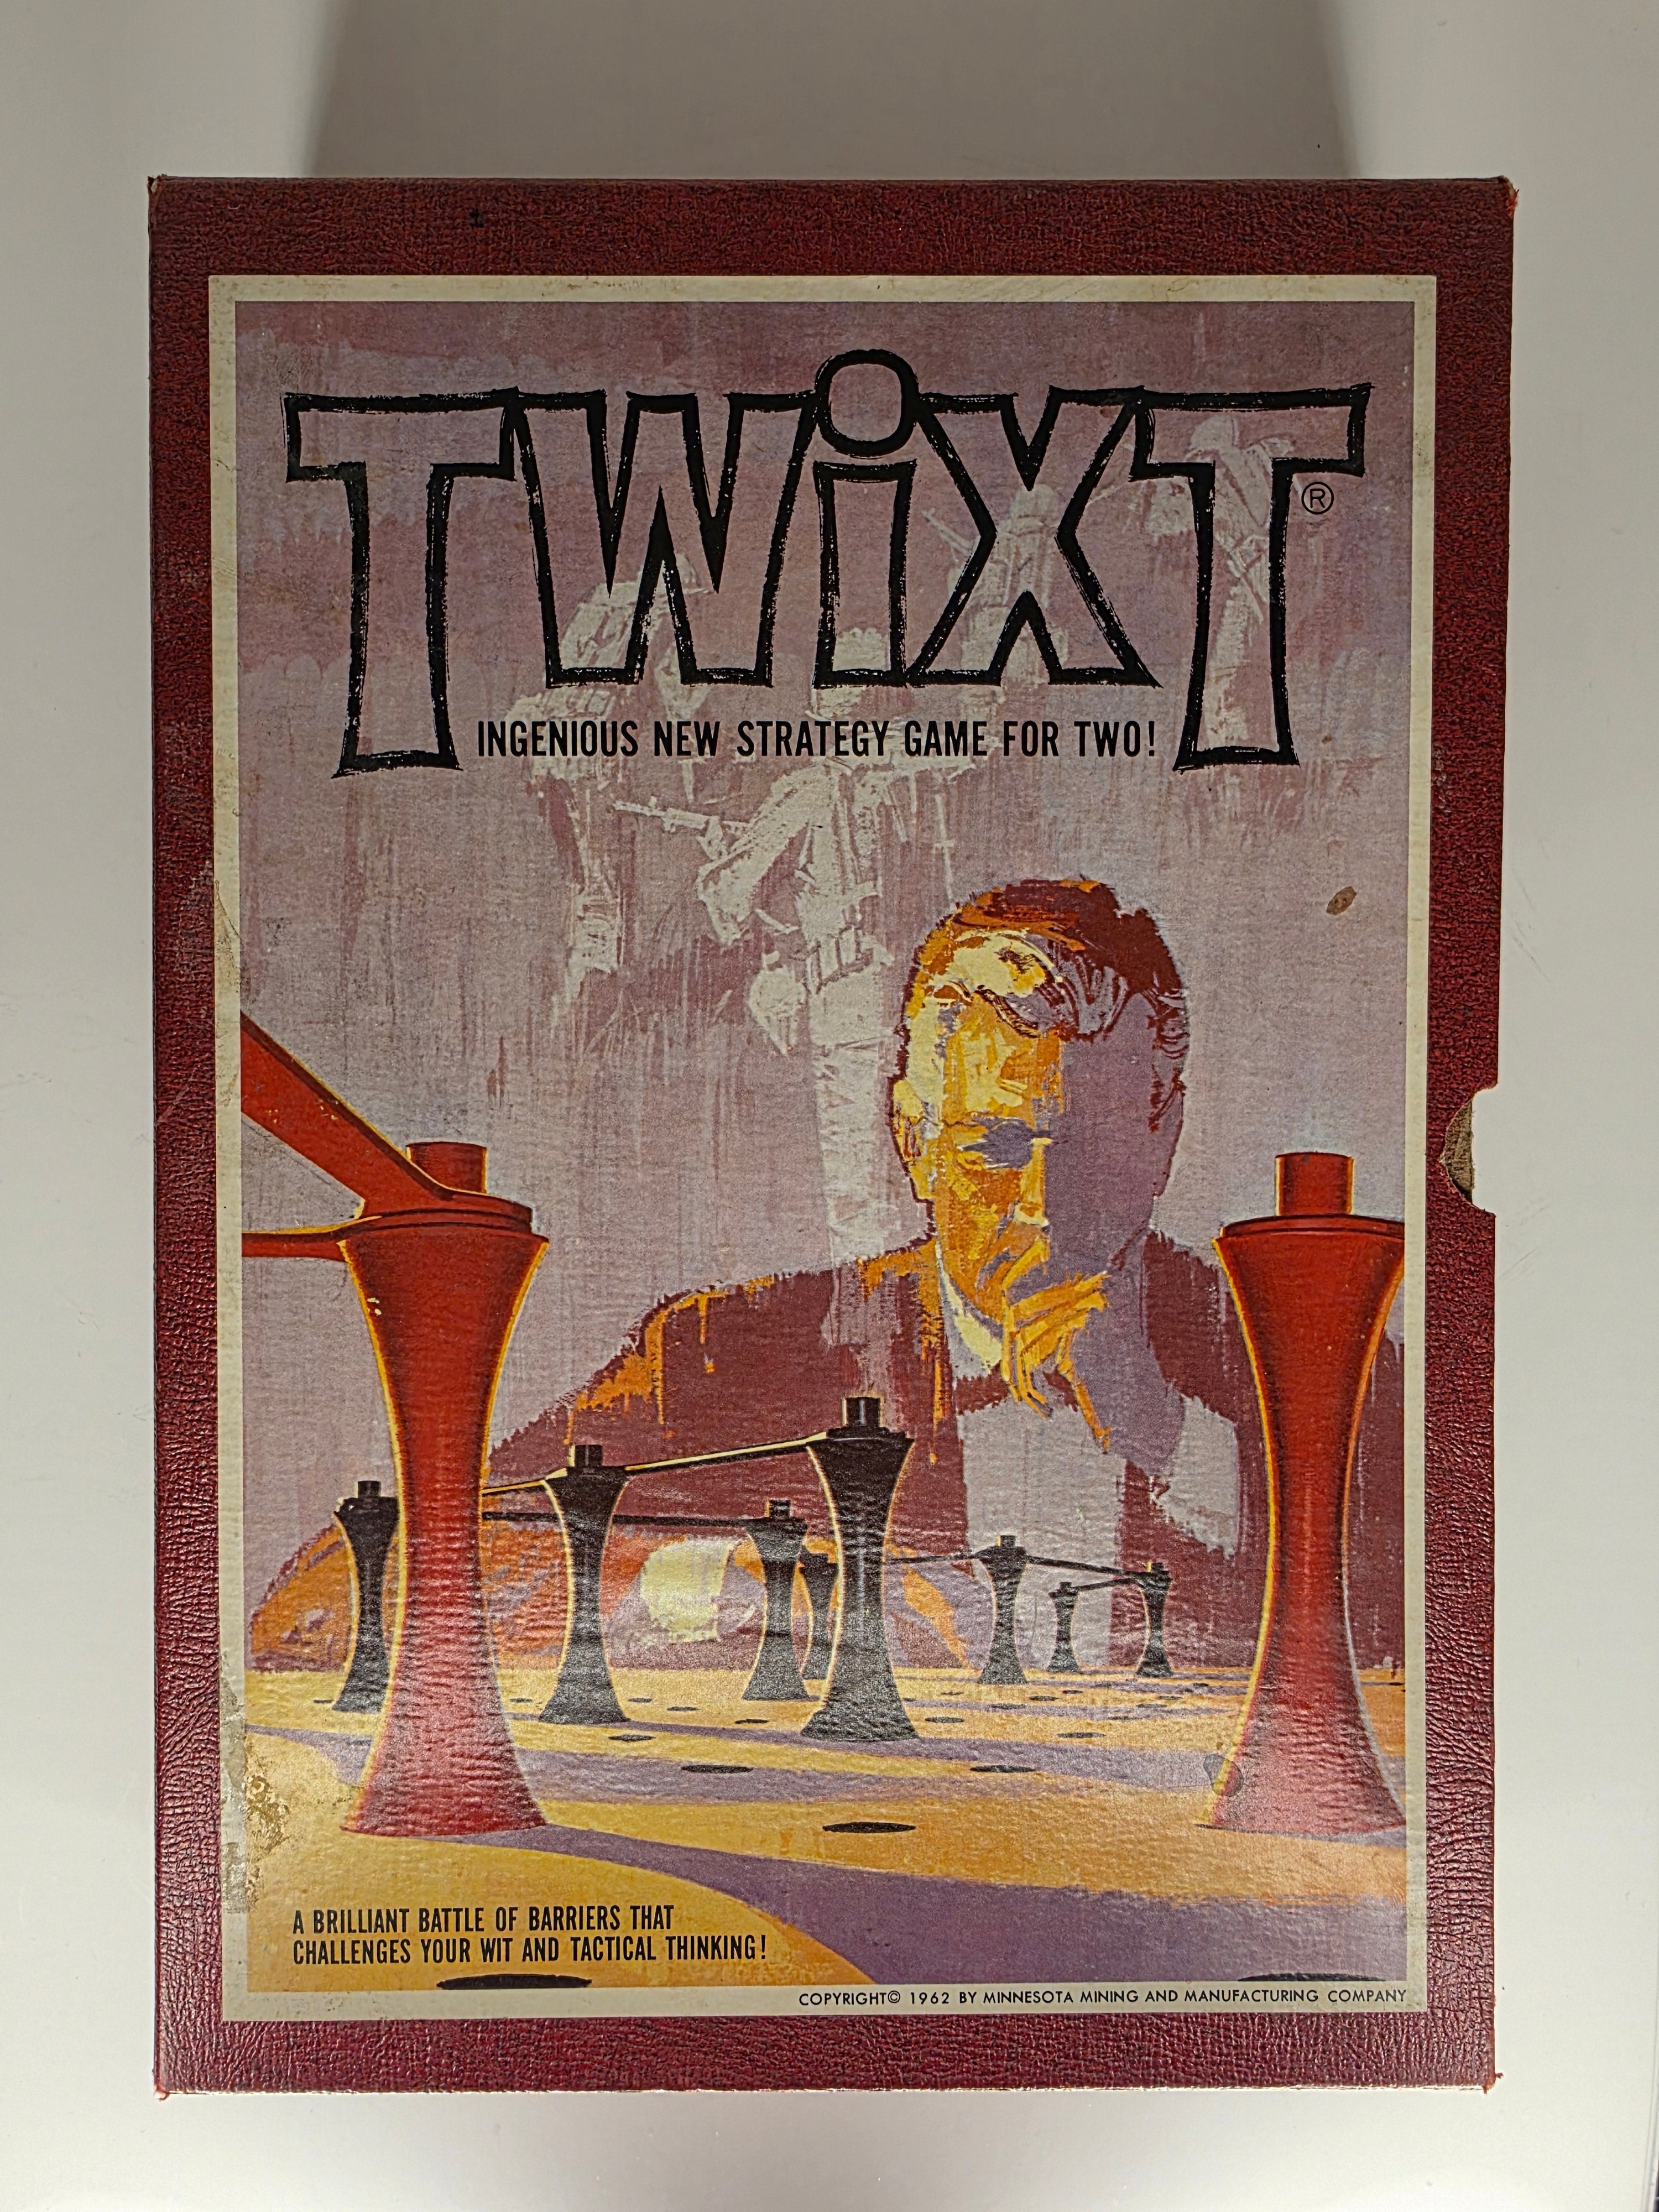 TWiXT®
INGENIOUS NEW STRATEGY GAME FOR TWO!
A BRILLIANT BATTLE OF BARRIERS THAT
CHALLENGES YOUR WIT AND TACTICAL THINKING!
COPYRIGHT© 1962 BY MINNESOTA MINING AND MANUFACTURING COMPANY